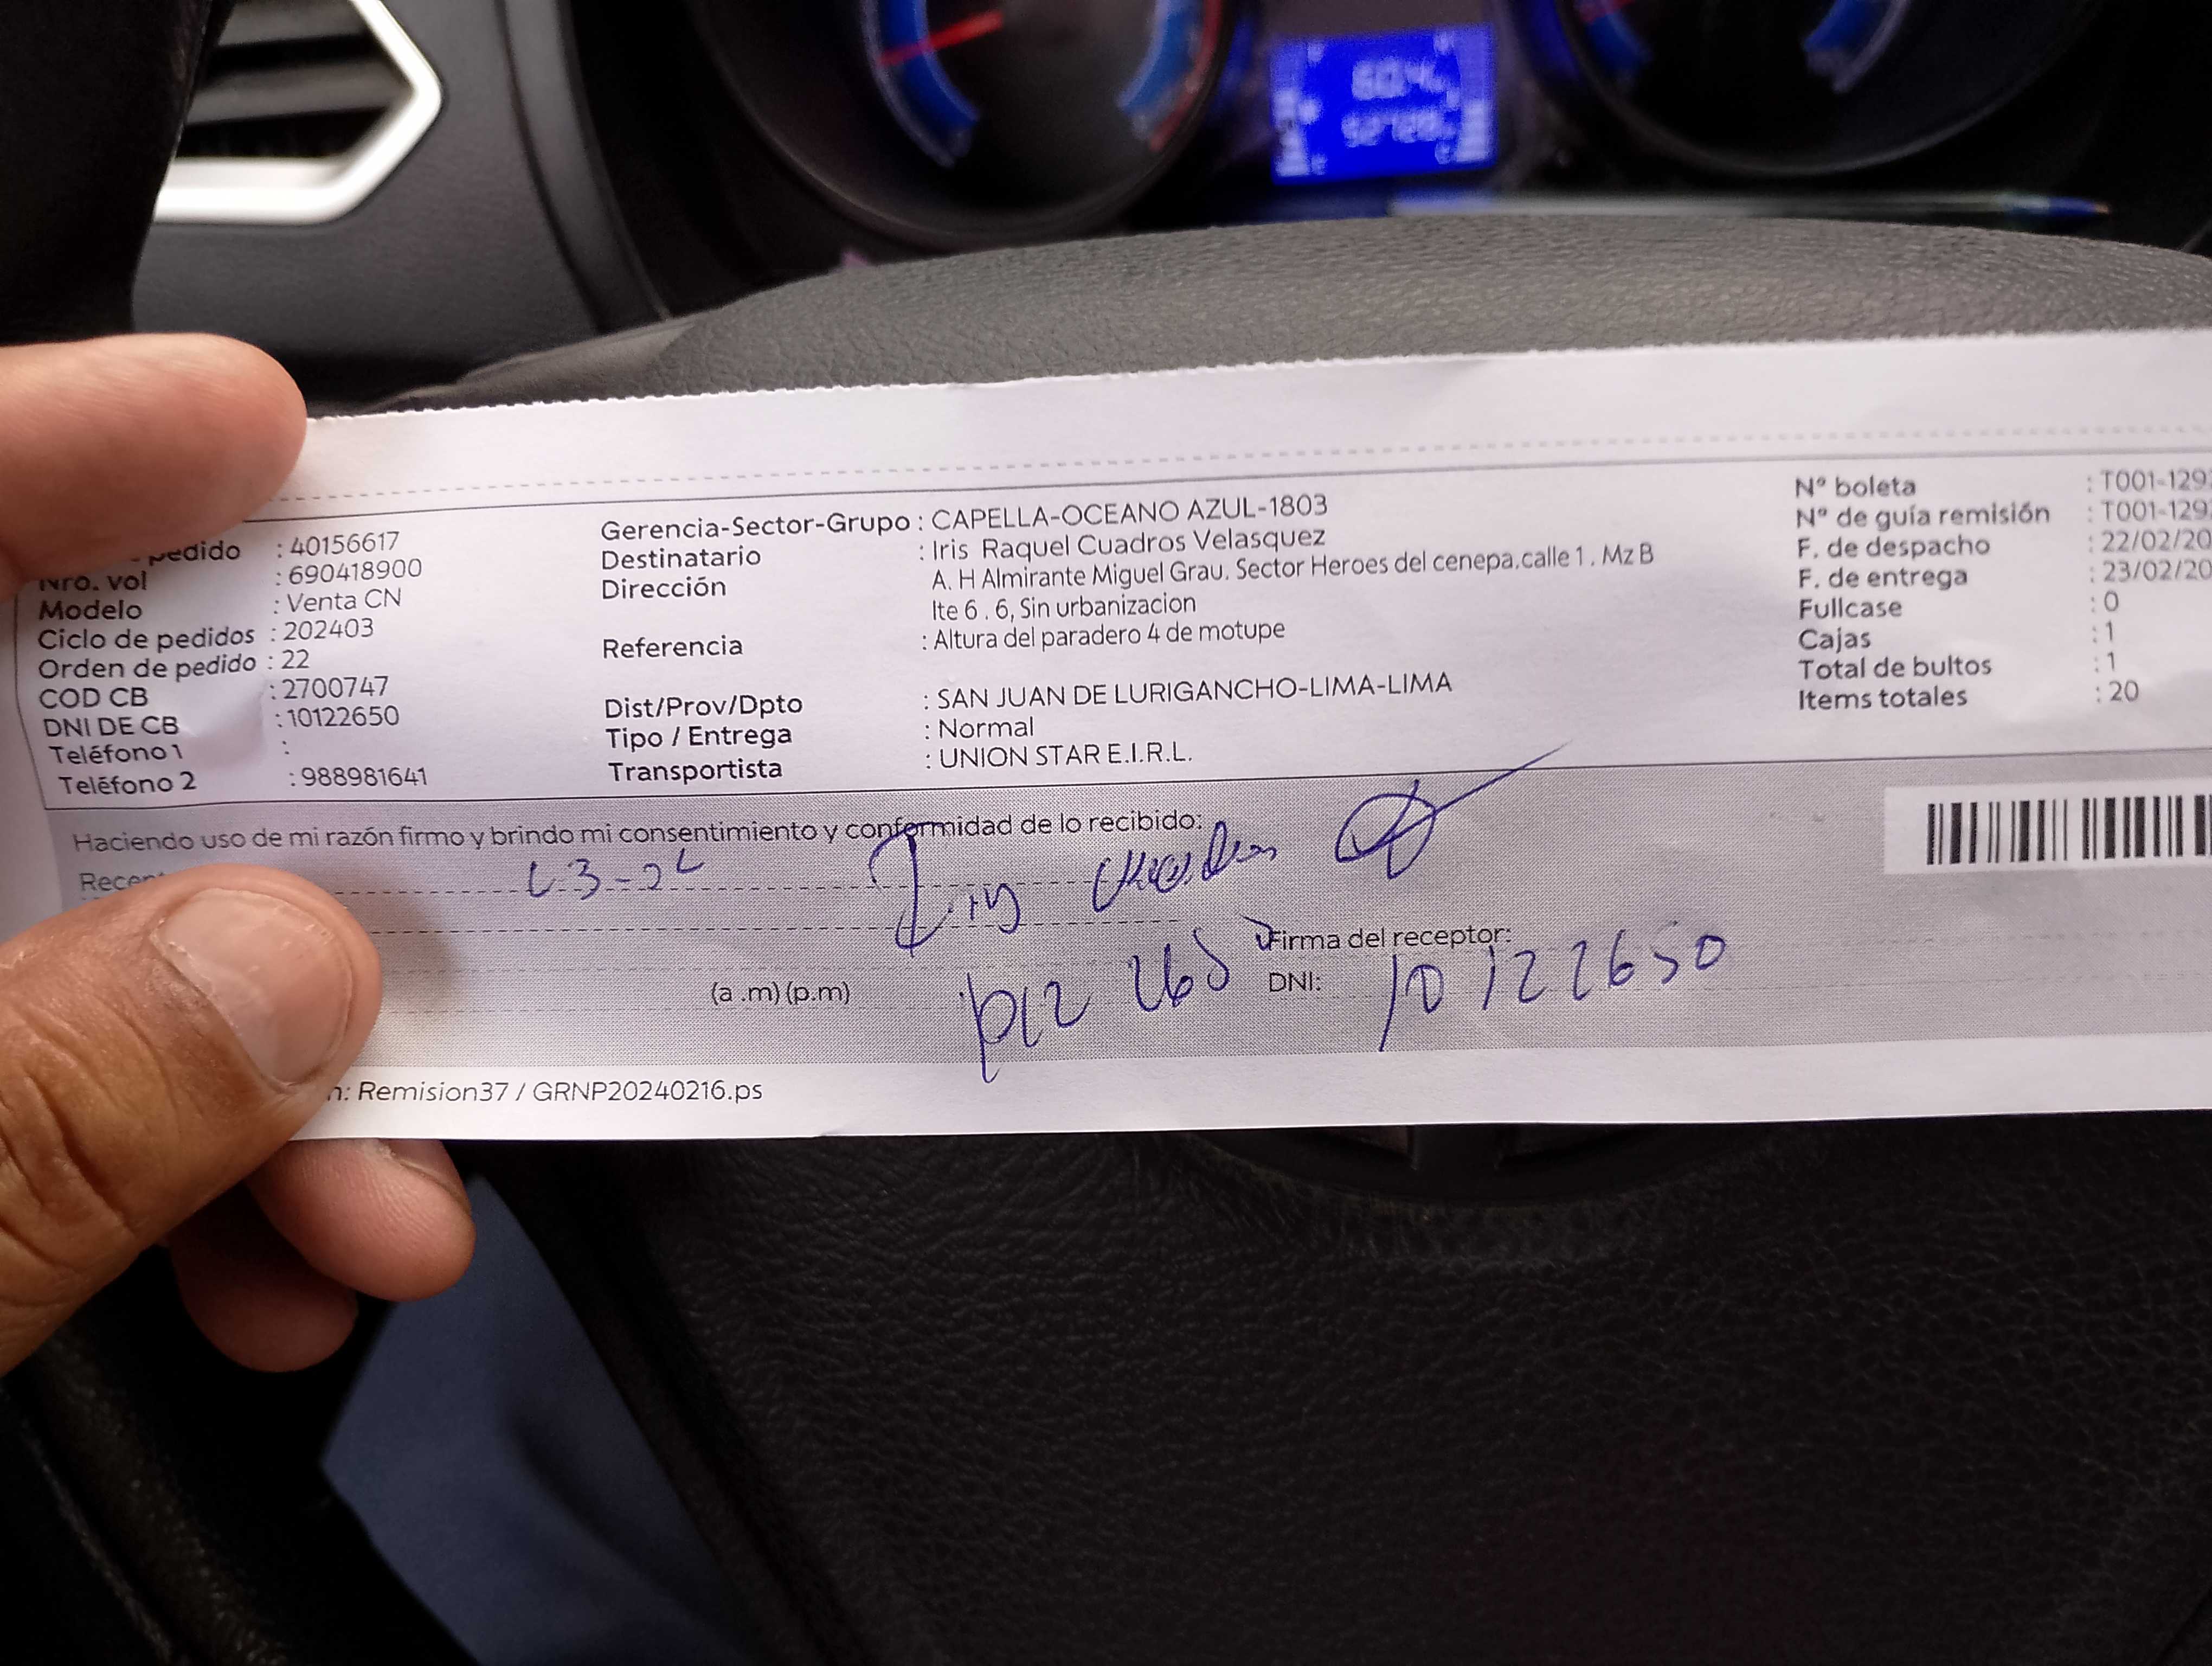 pedido : 40156617
Nro. vol : 690418900
Modelo : Venta CN
Ciclo de pedidos : 202403
Orden de pedido : 22
COD CB : 2700747
DNI DE CB : 10122650
Teléfono 1 :
Teléfono 2 : 988981641
Gerencia-Sector-Grupo : CAPELLA-OCEANO AZUL-1803
Destinatario : Iris Raquel Cuadros Velasquez
Dirección A. H Almirante Miguel Grau. Sector Heroes del cenepa.calle 1. Mz B
lte 6 . 6, Sin urbanizacion
Referencia : Altura del paradero 4 de motupe
Dist/Prov/Dpto : SAN JUAN DE LURIGANCHO-LIMA-LIMA
Tipo / Entrega : Normal
Transportista : UNION STAR E.I.R.L.
Nº boleta : T001-129
Nº de guía remisión : T001-129
F. de despacho : 22/02/20
F. de entrega : 23/02/20
Fullcase : 0
Cajas : 1
Total de bultos : 1
Items totales : 20
Haciendo uso de mi razón firmo y brindo mi consentimiento y conformidad de lo recibido:
Firma del receptor:
(a .m) (p.m)
DNI: 10122650
n: Remision37 / GRNP20240216.ps